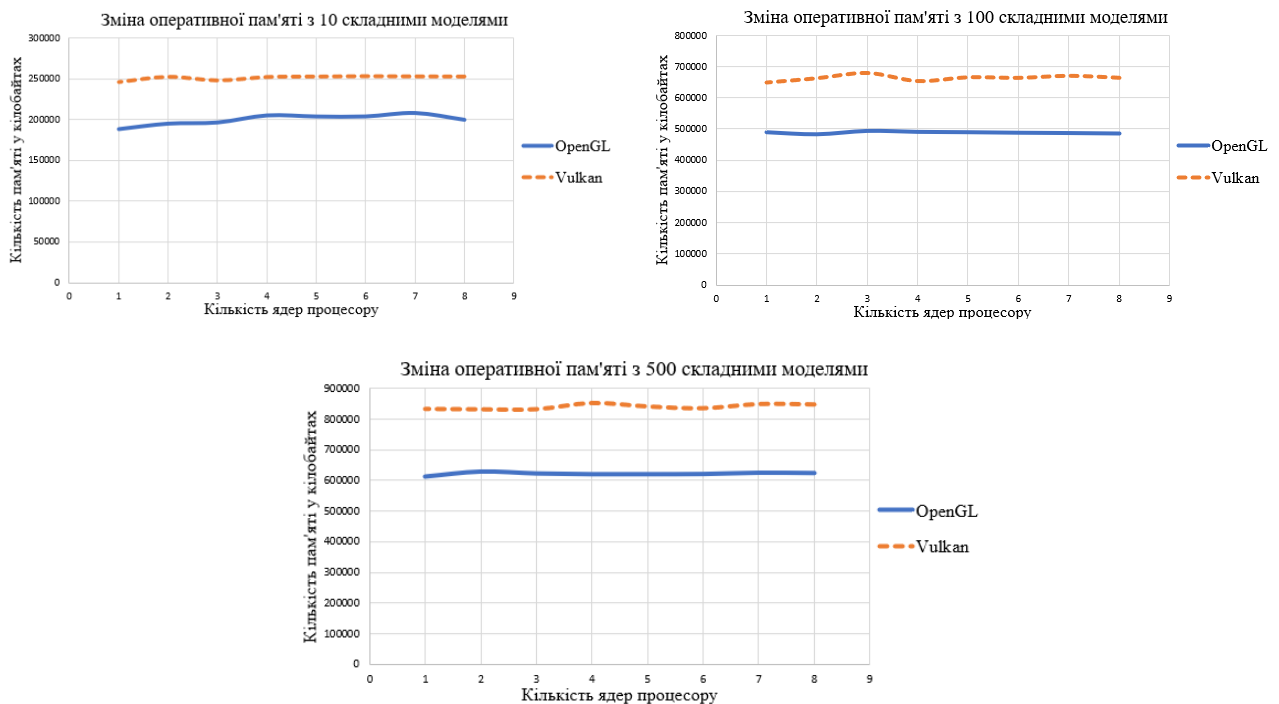 Зміна оперативної пам'яті з 10 складними моделями
Кількість пам'яті у кілобайтах
300000
250000
200000
150000
100000
50000
0
0 1 2 3 4 5 6 7 8 9
Кількість ядер процесору
OpenGL
Vulkan
Зміна оперативної пам'яті з 100 складними моделями
Кількість пам'яті у кілобайтах
800000
700000
600000
500000
400000
300000
200000
100000
0
0 1 2 3 4 5 6 7 8 9
Кількість ядер процесору
OpenGL
Vulkan
Зміна оперативної пам'яті з 500 складними моделями
Кількість пам'яті у кілобайтах
900000
800000
700000
600000
500000
400000
300000
200000
100000
0
0 1 2 3 4 5 6 7 8 9
Кількість ядер процесору
OpenGL
Vulkan